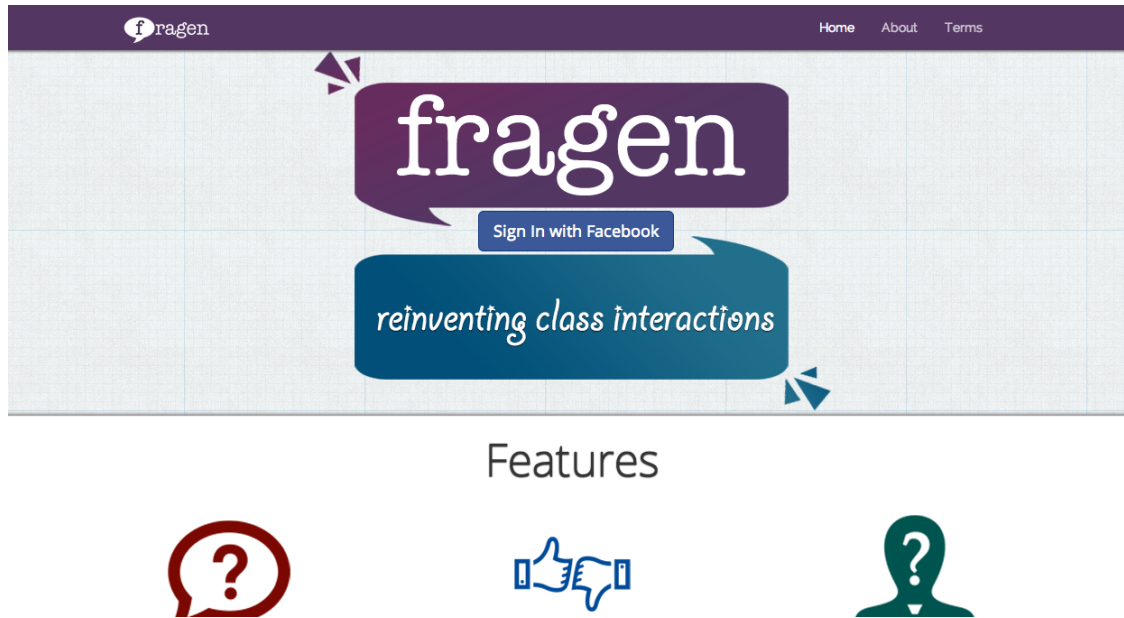 fragen
Home About Terms
fragen
Sign In with Facebook
reinventing class interactions
Features
?
?